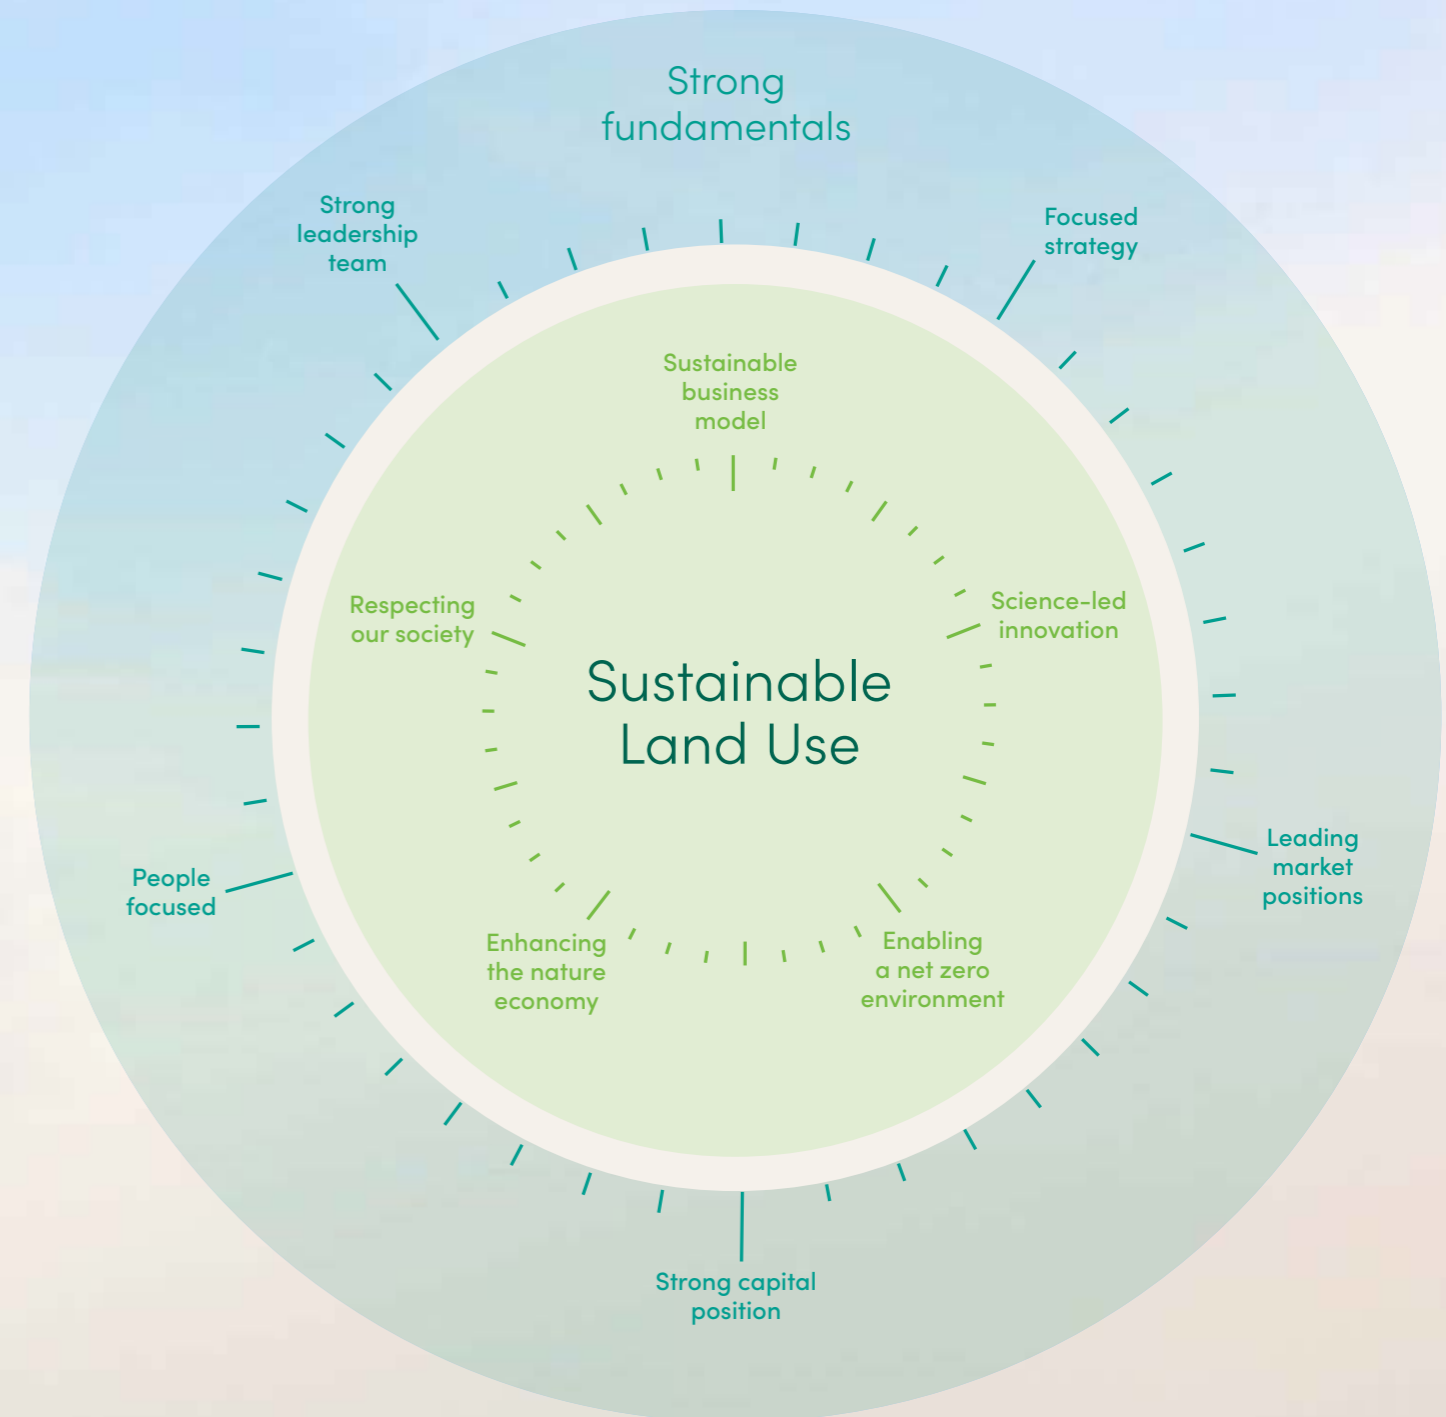 Strong
fundamentals
Strong
leadership
team
Focused
strategy
Sustainable
business
model
Respecting
our society
Science-led
innovation
Sustainable
Land Use
People
focused
Leading
market
positions
Enhancing
the nature
economy
Enabling
a net zero
environment
Strong capital
position